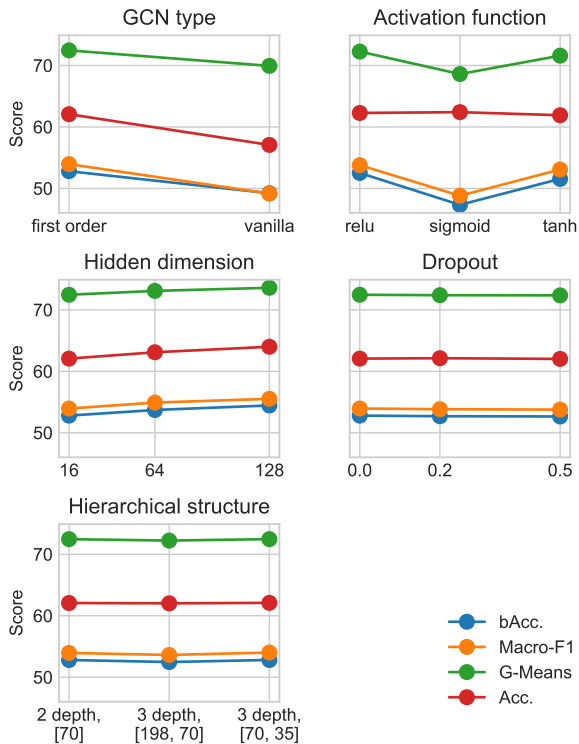 GCN type
Activation function
70
60
50
Score
first order
vanilla
relu
sigmoid
tanh
Hidden dimension
Dropout
70
60
50
Score
16
64
128
0.0
0.2
0.5
Hierarchical structure
70
60
50
Score
2 depth,
[70]
3 depth,
[198, 70]
3 depth,
[70, 35]
bAcc.
Macro-F1
G-Means
Acc.